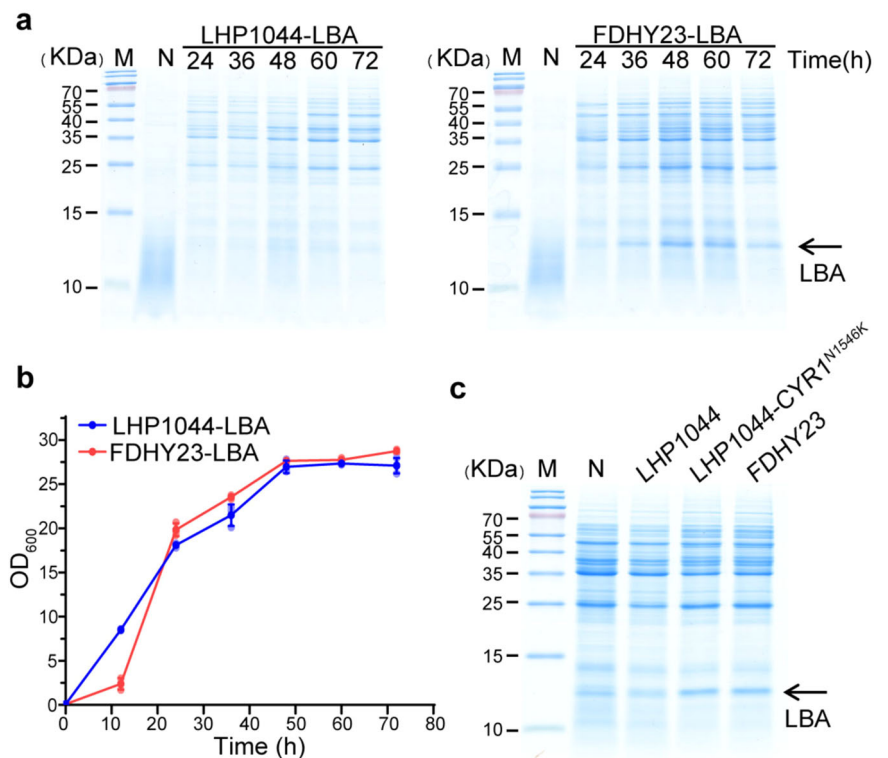 a
LHP1044-LBA
(KDa) M N 24 36 48 60 72
70
55
40
35
25
15
10
FDHY23-LBA
(KDa) M N 24 36 48 60 72 Time(h)
70
55
40
35
25
15
10
LBA
b
LHP1044-LBA
FDHY23-LBA
OD600
30
25
20
15
10
5
0
0 10 20 30 40 50 60 70 80
Time (h)
c
(KDa) M N LHP1044 LHP1044-CYR1N1546K FDHY23
70
55
40
35
25
15
10
LBA